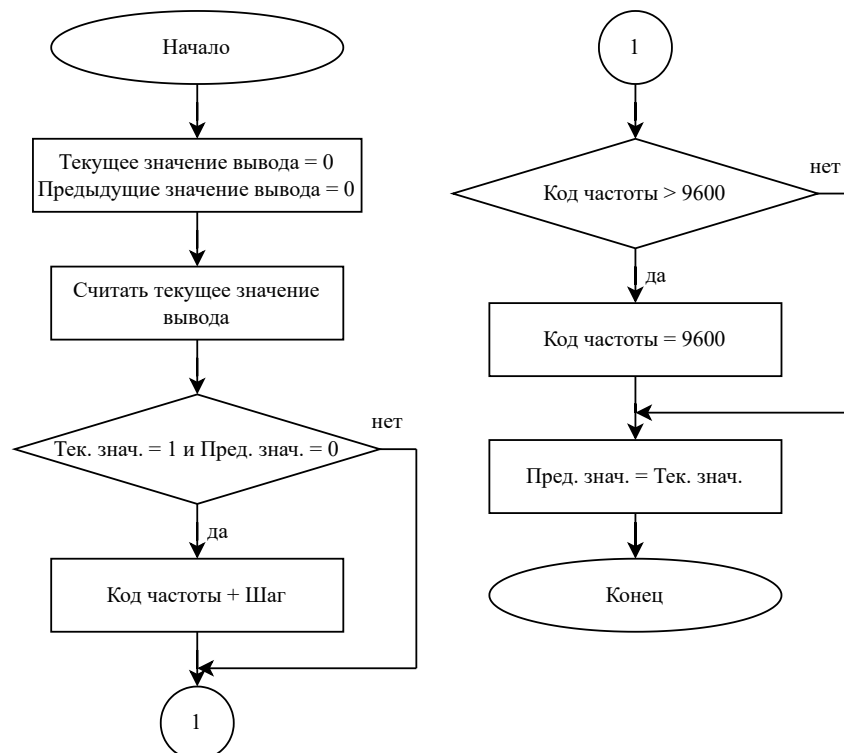 Начало
Текущее значение вывода = 0
Предыдущие значение вывода = 0
Считать текущее значение
вывода
Тек. знач. = 1 и Пред. знач. = 0
нет
да
Код частоты + Шаг
1
1
Код частоты > 9600
нет
да
Код частоты = 9600
Пред. знач. = Тек. знач.
Конец